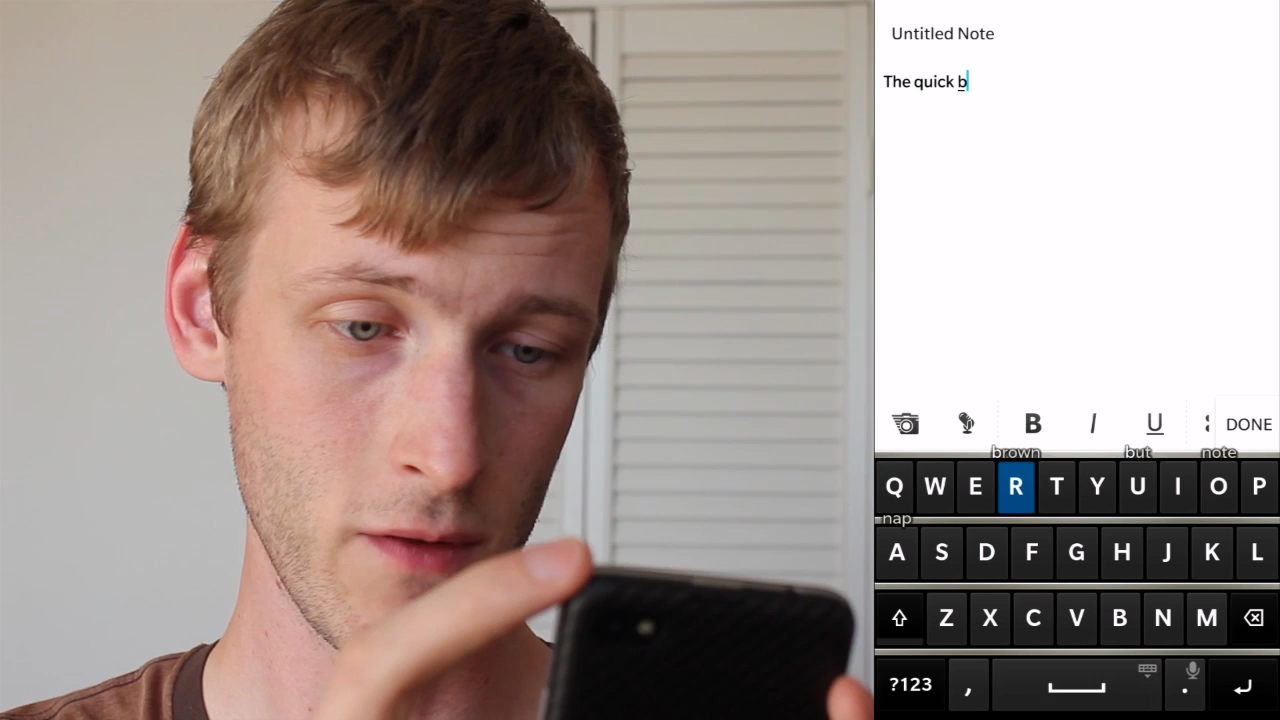 Untitled Note
The quick b
B I U DONE
brown but note
Q W E R T Y U I O P
nap
A S D F G H J K L
Z X C V B N M
?123 , .